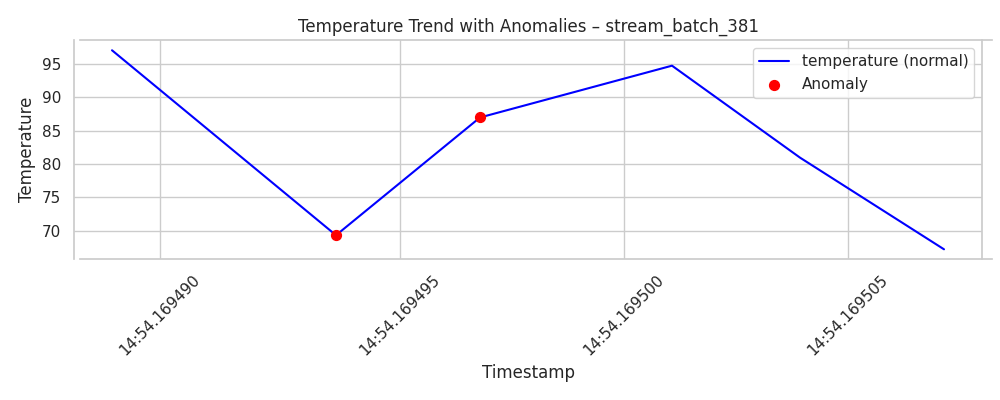 Temperature Trend with Anomalies – stream_batch_381
temperature (normal)
Anomaly
Temperature
95
90
85
80
75
70
14:54.169490
14:54.169495
14:54.169500
14:54.169505
Timestamp